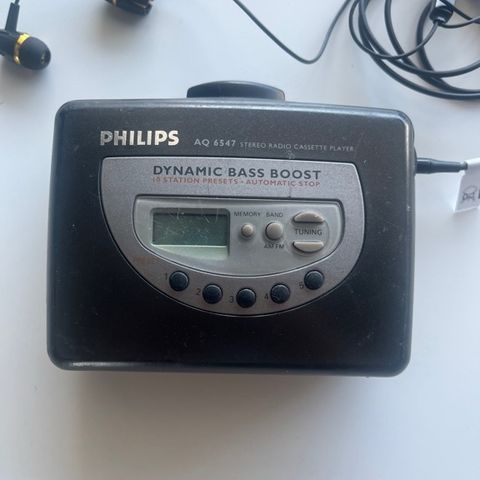 PHILIPS AQ 6547 STEREO RADIO CASSETTE PLAYER
DYNAMIC BASS BOOST
10 STATION PRESETS • AUTOMATIC STOP
MEMORY BAND
TUNING
AM FM
1 2 3 4 5